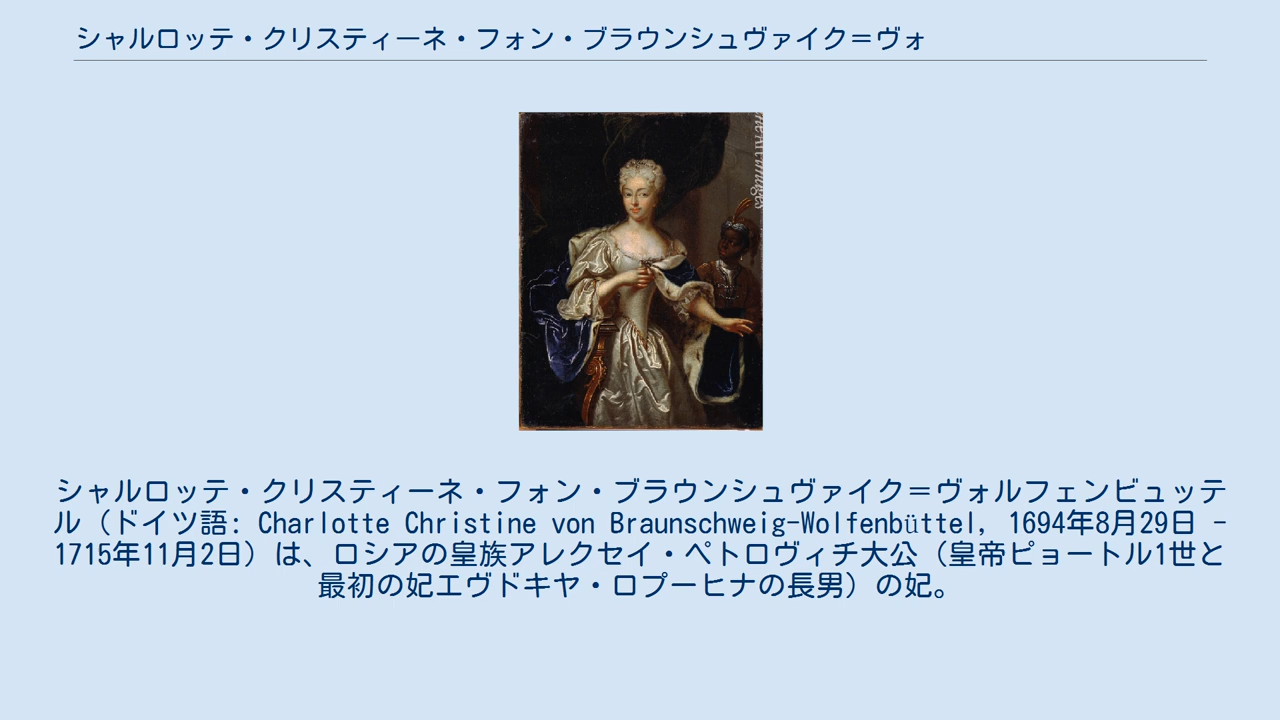 シャルロッテ・クリスティーネ・フォン・ブラウンシュヴァイク＝ヴォ
シャルロッテ・クリスティーネ・フォン・ブラウンシュヴァイク＝ヴォルフェンビュッテ
ル（ドイツ語: Charlotte Christine von Braunschweig-Wolfenbüttel, 1694年8月29日 -
1715年11月2日）は、ロシアの皇族アレクセイ・ペトロヴィチ大公（皇帝ピョートル1世と
最初の妃エヴドキヤ・ロプーヒナの長男）の妃。